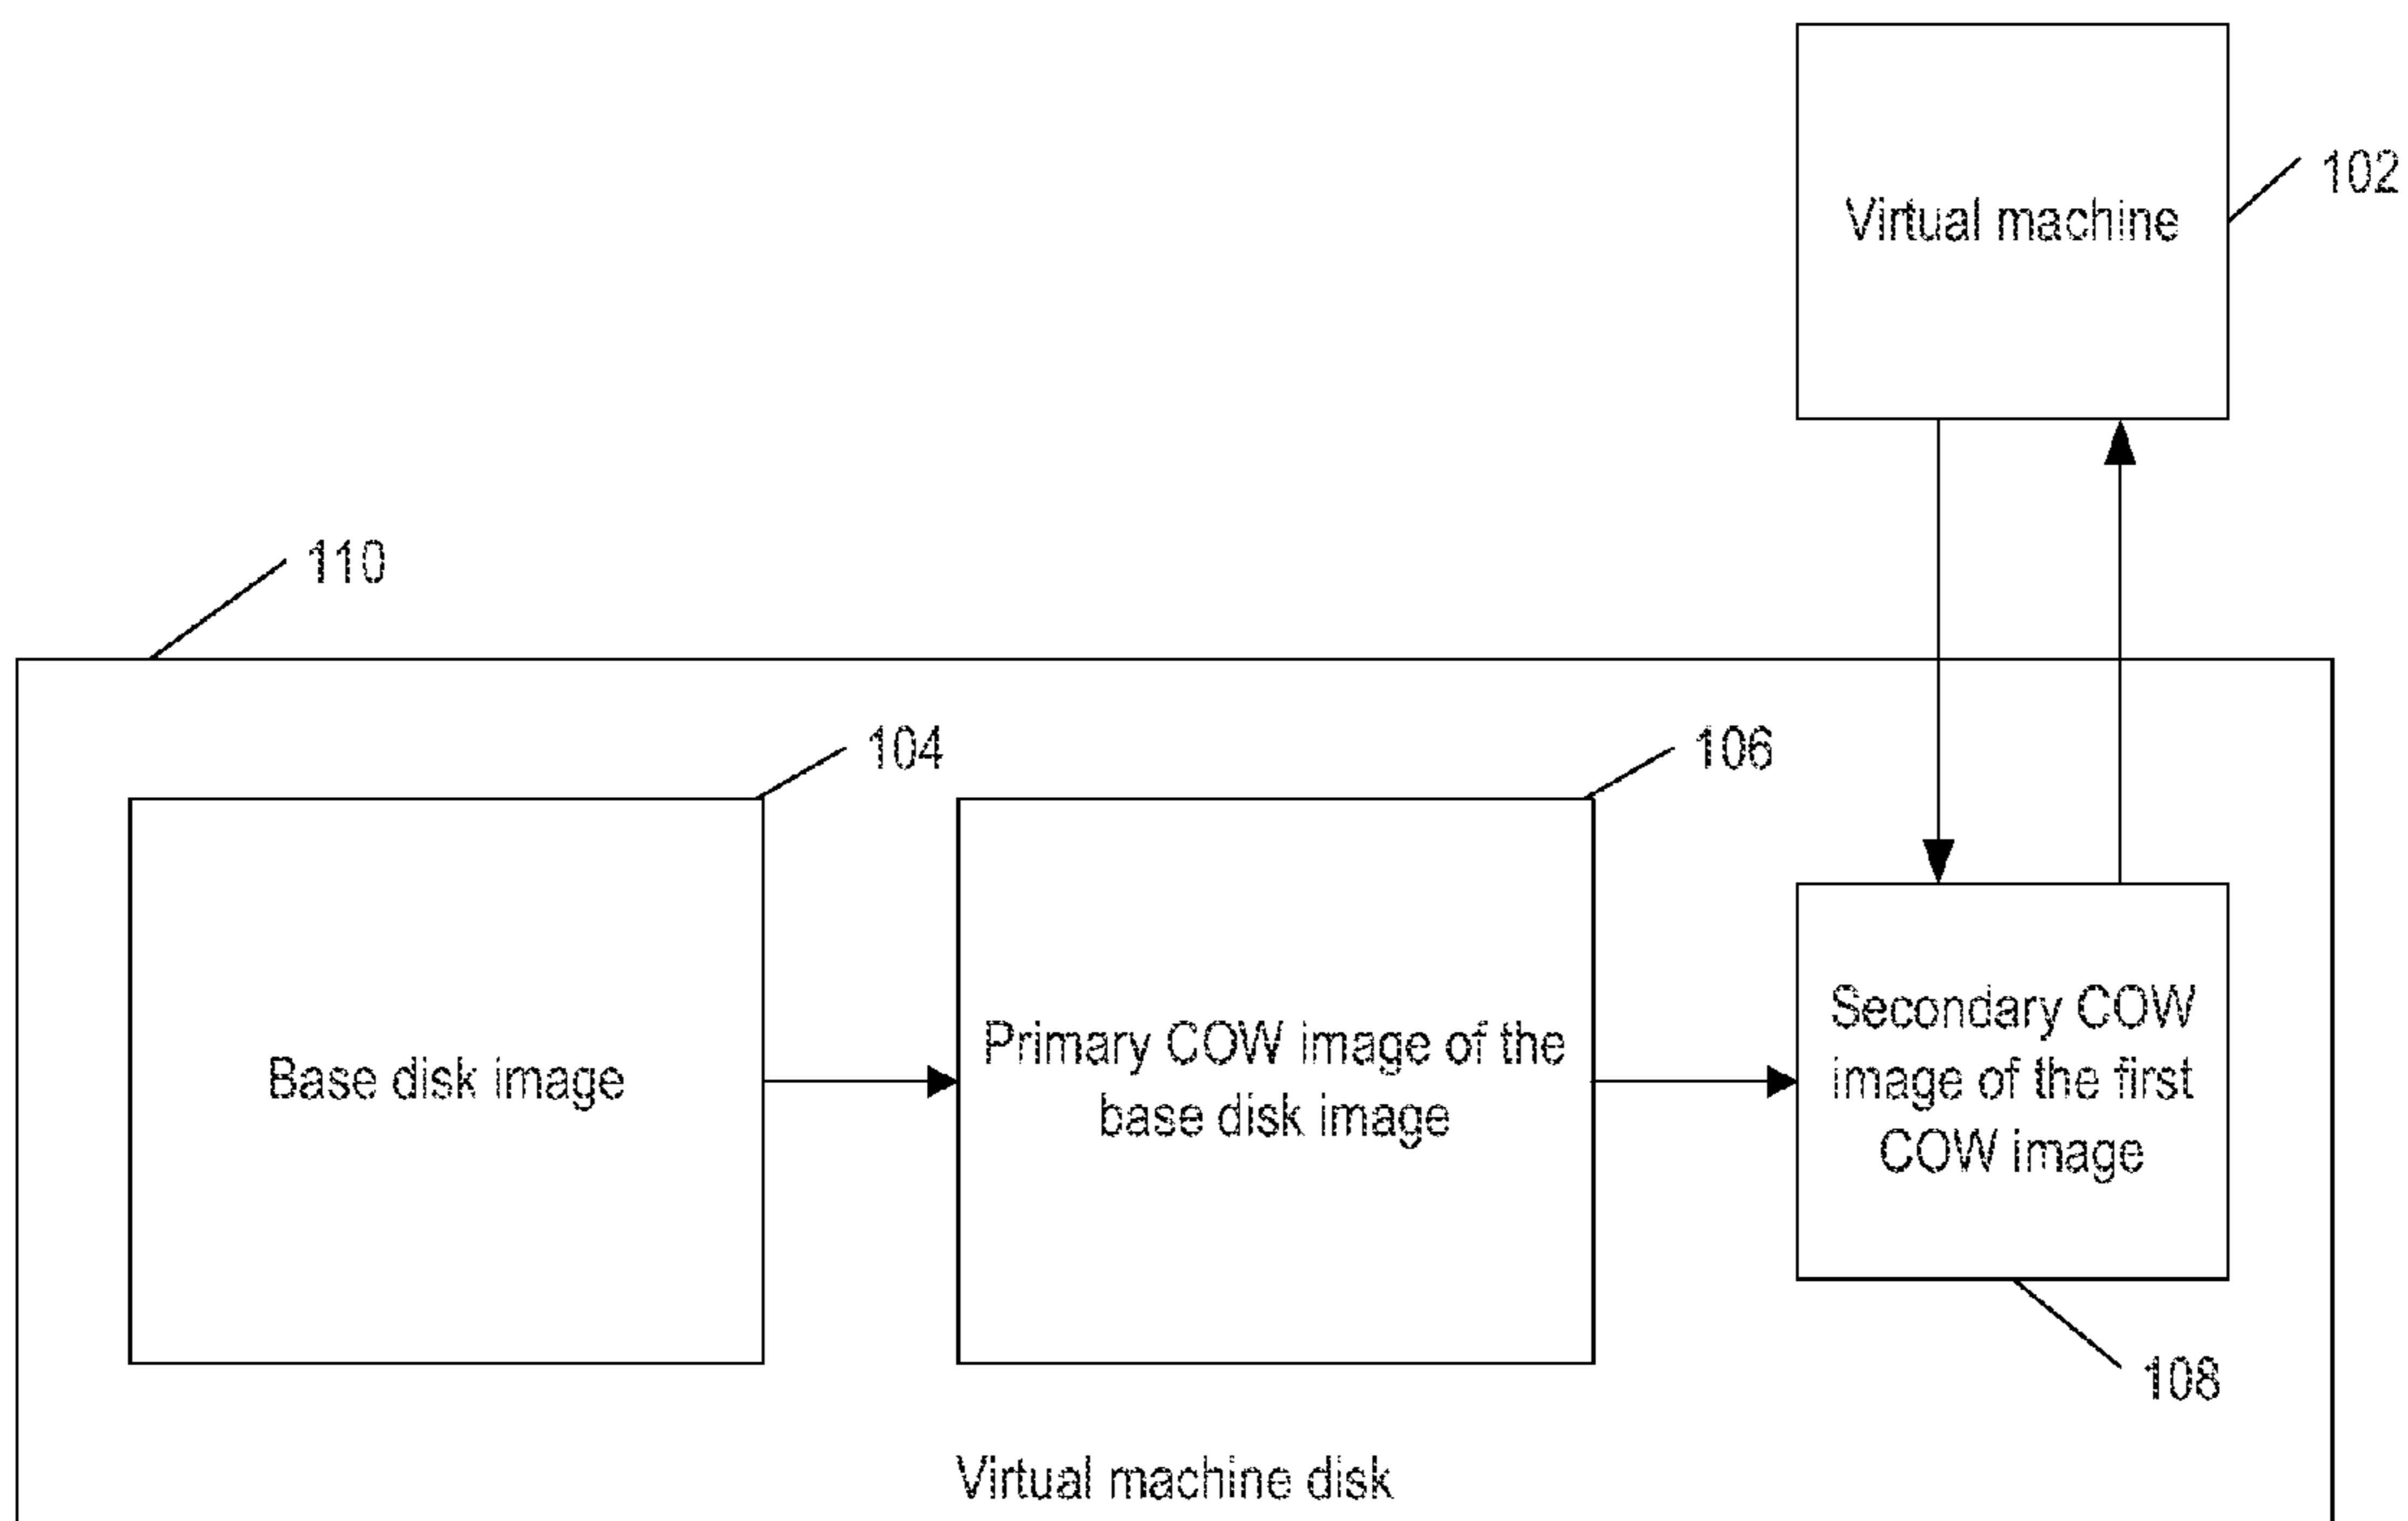 Virtual machine
102
110
104
106
Base disk image
Primary COW image of the
base disk image
Secondary COW
image of the first
COW image
108
Virtual machine disk